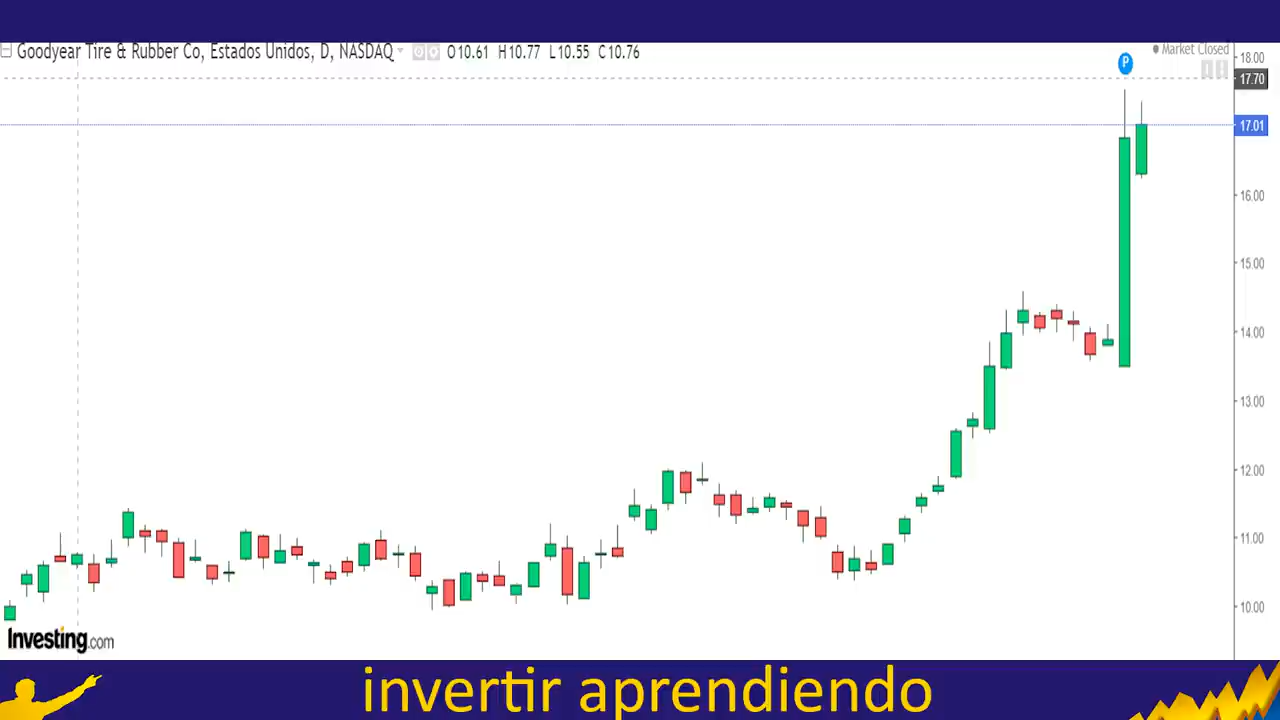 Goodyear Tire & Rubber Co, Estados Unidos, D, NASDAQ O10.61 H10.77 L10.55 C10.76
P
Market Closed
18.00
17.70
17.01
16.00
15.00
14.00
13.00
12.00
11.00
10.00
Investing.com
invertir aprendiendo